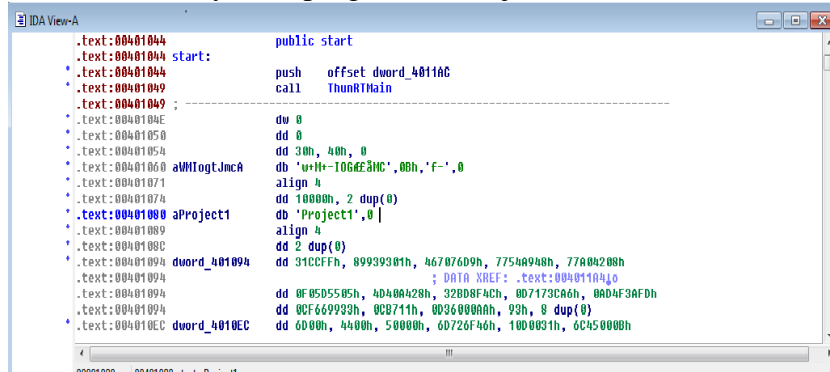 IDA View-A
.text:00401044 public start
.text:00401044 start:
.text:00401044 push offset dword_4011AC
.text:00401049 call ThunRTMain
.text:00401049 ; ---------------------------------------------------------------------------
.text:0040104E dw 0
.text:00401050 dd 0
.text:00401054 dd 30h, 40h, 0
.text:00401060 aWMIogtJmcA db ,0Bh,'f-',0
.text:00401071 align 4
.text:00401074 dd 10000h, 2 dup(0)
.text:00401080 aProject1 db 'Project1',0
.text:00401089 align 4
.text:0040108C dd 2 dup(0)
.text:00401094 dword_401094 dd 31CCFFh, 89939301h, 467076D9h, 7754A948h, 77A04208h
.text:00401094 ; DATA XREF: .text:004011A4↓o
.text:00401094 dd 0F05D5505h, 4D40A428h, 32BD8F4Ch, 0D7173CA6h, 0AD4F3AFDh
.text:00401094 dd 0CF669933h, 0CB711h, 0D36000AAh, 93h, 8 dup(0)
.text:004010EC dword_4010EC dd 6D00h, 4400h, 50000h, 6D726F46h, 10D0031h, 6C45000Bh